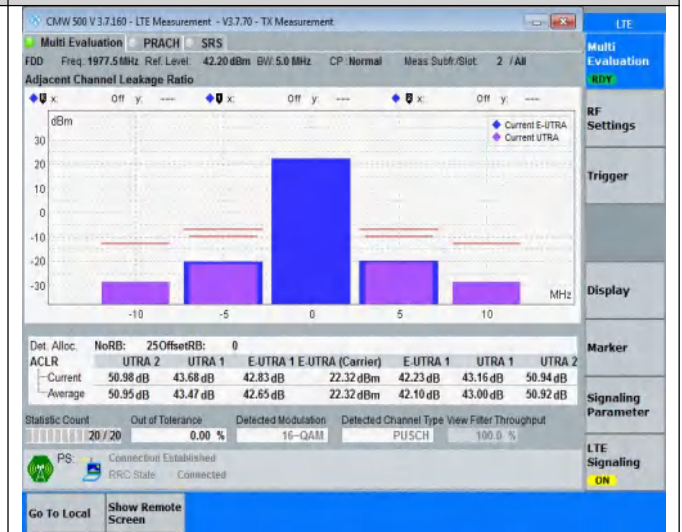 CMW 500 V 3.7.160 - LTE Measurement - V3.7.70 - TX Measurement
LTE
Multi Evaluation PRACH SRS
Multi Evaluation
RDY
FDD Freq: 1977.5 MHz Ref. Level: 42.20 dBm BW: 5.0 MHz CP: Normal Meas Subfr./Slot: 2 / All
Adjacent Channel Leakage Ratio
x: Off y: --- x: Off y: --- x: Off y: ---
RF Settings
dBm
Current E-UTRA
Current UTRA
30
20
10
0
-10
-20
-30
MHz
-10 -5 0 5 10
Trigger
Display
Marker
Signaling Parameter
LTE Signaling
ON
Det. Alloc. NoRB: 25 OffsetRB: 0
ACLR UTRA 2 UTRA 1 E-UTRA 1 E-UTRA (Carrier) E-UTRA 1 UTRA 1 UTRA 2
Current 50.98 dB 43.68 dB 42.83 dB 22.32 dBm 42.23 dB 43.16 dB 50.94 dB
Average 50.95 dB 43.47 dB 42.65 dB 22.32 dBm 42.10 dB 43.00 dB 50.92 dB
Statistic Count Out of Tolerance Detected Modulation Detected Channel Type View Filter Throughput
20 / 20 0.00 % 16-QAM PUSCH 100.0 %
PS: Connection Established
RRC State Connected
Go To Local Show Remote Screen